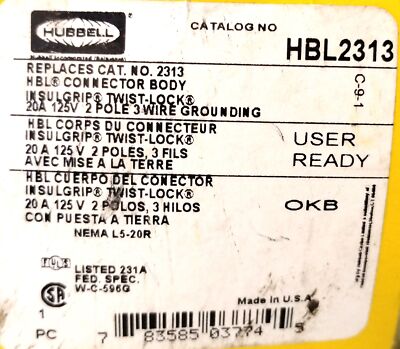 HUBBELL
CATALOG NO
HBL2313
REPLACES CAT. NO. 2313
HBL® CONNECTOR BODY
INSULGRIP® TWIST-LOCK®
20A 125V 2 POLE 3 WIRE GROUNDING
C-9-1
HBL CORPS DU CONNECTEUR
INSULGRIP® TWIST-LOCK®
20 A 125 V 2 POLES, 3 FILS
AVEC MISE A LA TERRE
USER
READY
HBL CUERPO DEL CONECTOR
INSULGRIP® TWIST-LOCK®
20 A 125 V 2 POLOS, 3 HILOS
CON PUESTA A TIERRA
OKB
NEMA L5-20R
LISTED 231A
FED. SPEC.
W-C-596G
Made in U.S.A.
1
PC
7 83585 03774 5